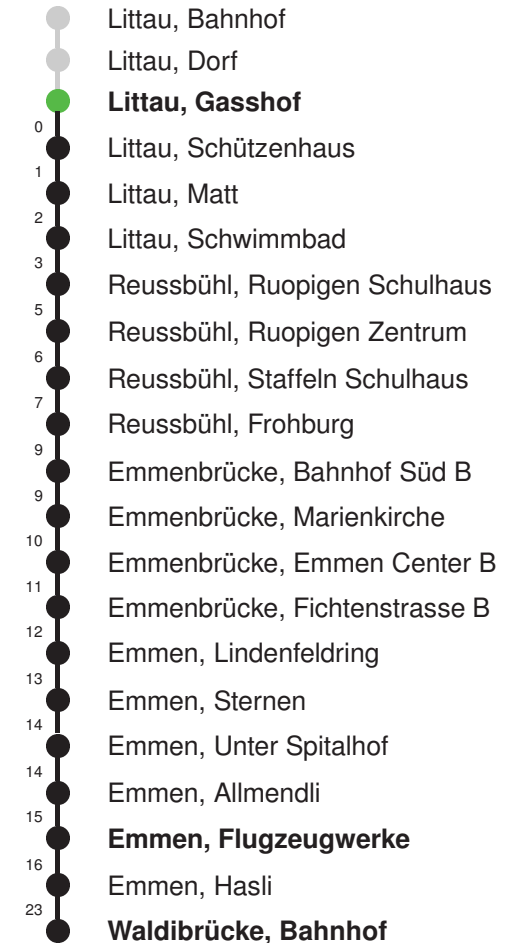 Littau, Bahnhof
Littau, Dorf
Littau, Gasshof
0
Littau, Schützenhaus
1
Littau, Matt
2
Littau, Schwimmbad
3
Reussbühl, Ruopigen Schulhaus
5
Reussbühl, Ruopigen Zentrum
6
Reussbühl, Staffeln Schulhaus
7
Reussbühl, Frohburg
9
Emmenbrücke, Bahnhof Süd B
9
Emmenbrücke, Marienkirche
10
Emmenbrücke, Emmen Center B
11
Emmenbrücke, Fichtenstrasse B
12
Emmen, Lindenfeldring
13
Emmen, Sternen
14
Emmen, Unter Spitalhof
14
Emmen, Allmendli
15
Emmen, Flugzeugwerke
16
Emmen, Hasli
23
Waldibrücke, Bahnhof